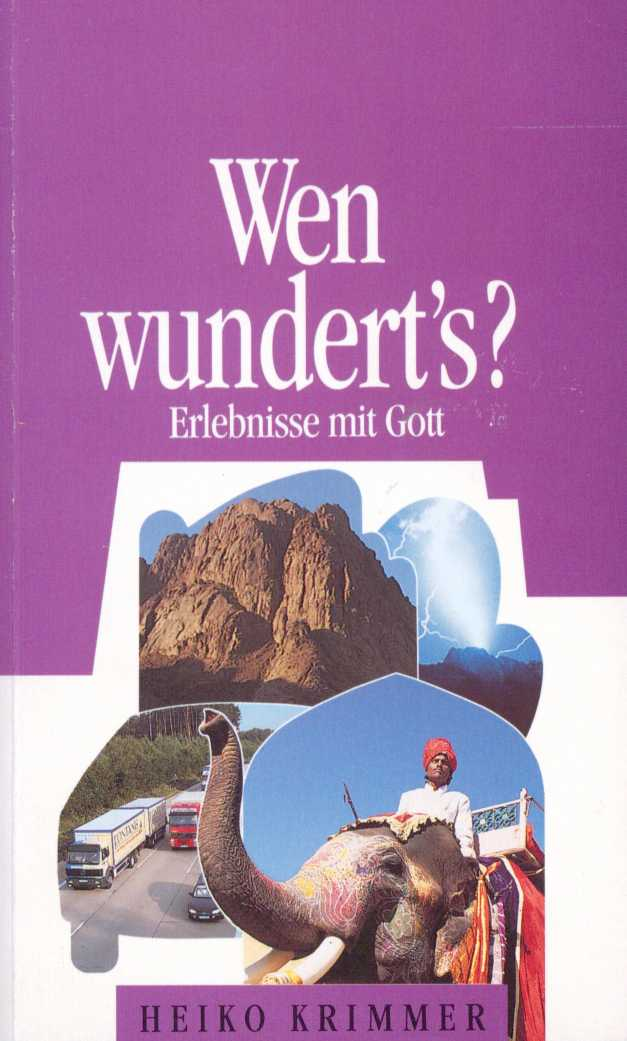 Wen
wundert's?
Erlebnisse mit Gott
HEIKO KRIMMER